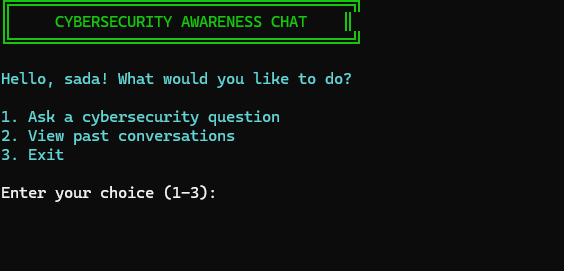 CYBERSECURITY AWARENESS CHAT
Hello, sada! What would you like to do?
1. Ask a cybersecurity question
2. View past conversations
3. Exit
Enter your choice (1-3):